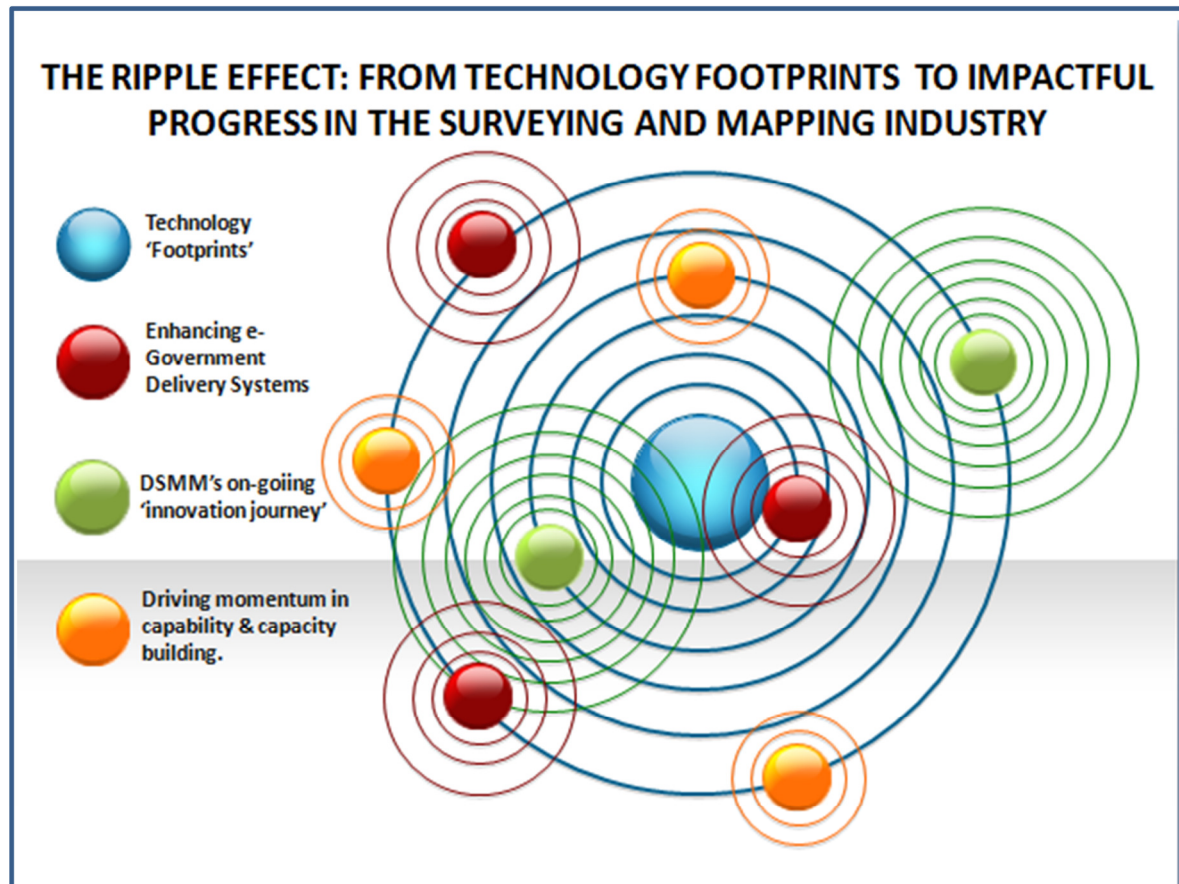 THE RIPPLE EFFECT: FROM TECHNOLOGY FOOTPRINTS TO IMPACTFUL
PROGRESS IN THE SURVEYING AND MAPPING INDUSTRY
Technology
‘Footprints’
Enhancing e-
Government
Delivery Systems
DSMM’s on-goiing
‘innovation journey’
Driving momentum in
capability & capacity
building.